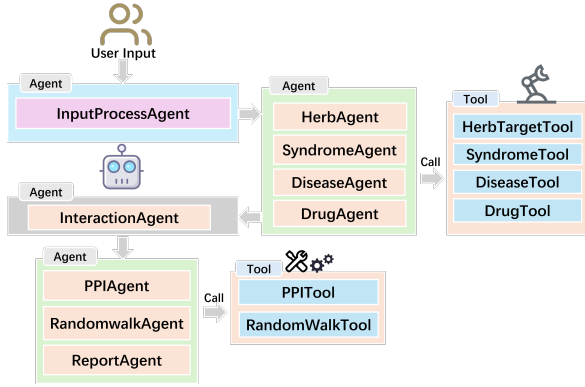 User Input
Agent
InputProcessAgent
Agent
HerbAgent
SyndromeAgent
DiseaseAgent
DrugAgent
Call
Tool
HerbTargetTool
SyndromeTool
DiseaseTool
DrugTool
Agent
InteractionAgent
Agent
PPIAgent
RandomwalkAgent
ReportAgent
Call
Tool
PPITool
RandomWalkTool